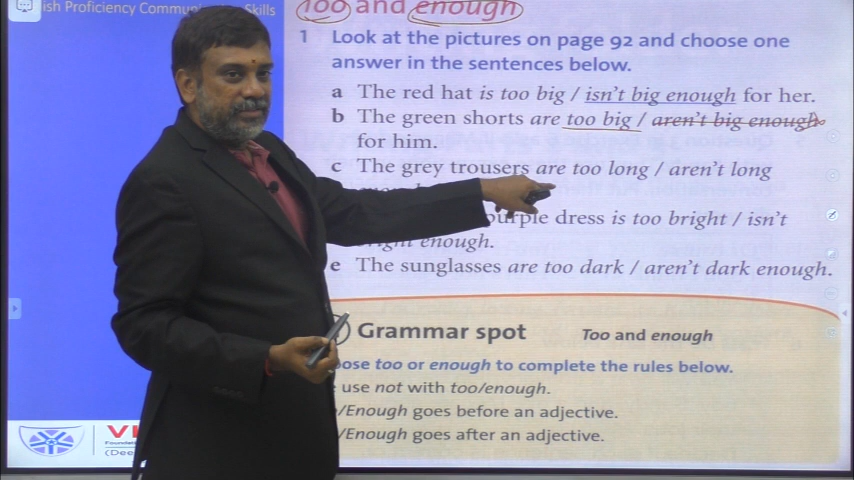 ish Proficiency Communi Skills
Too and enough
1 Look at the pictures on page 92 and choose one
answer in the sentences below.
a The red hat is too big / isn't big enough for her.
b The green shorts are too big / aren't big enough
for him.
c The grey trousers are too long / aren't long
purple dress is too bright / isn't
enough.
e The sunglasses are too dark / aren't dark enough.
Grammar spot Too and enough
oose too or enough to complete the rules below.
use not with too/enough.
/Enough goes before an adjective.
/Enough goes after an adjective.
VI
Founda
(Dee